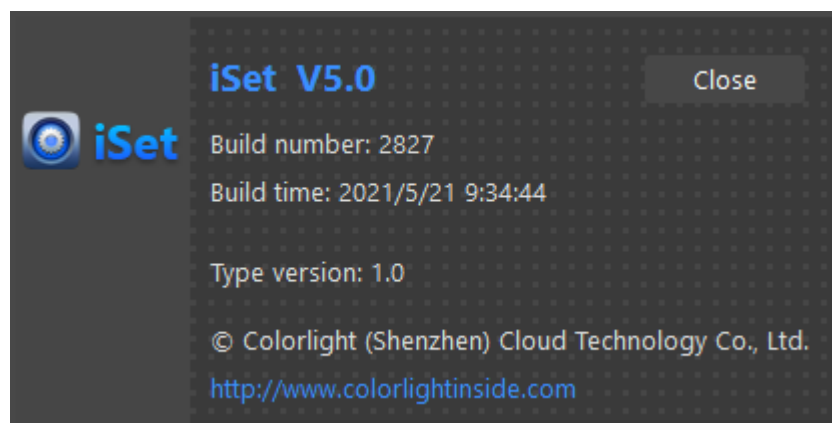 iSet V5.0
Close
iSet
Build number: 2827
Build time: 2021/5/21 9:34:44
Type version: 1.0
© Colorlight (Shenzhen) Cloud Technology Co., Ltd.
http://www.colorlightinside.com